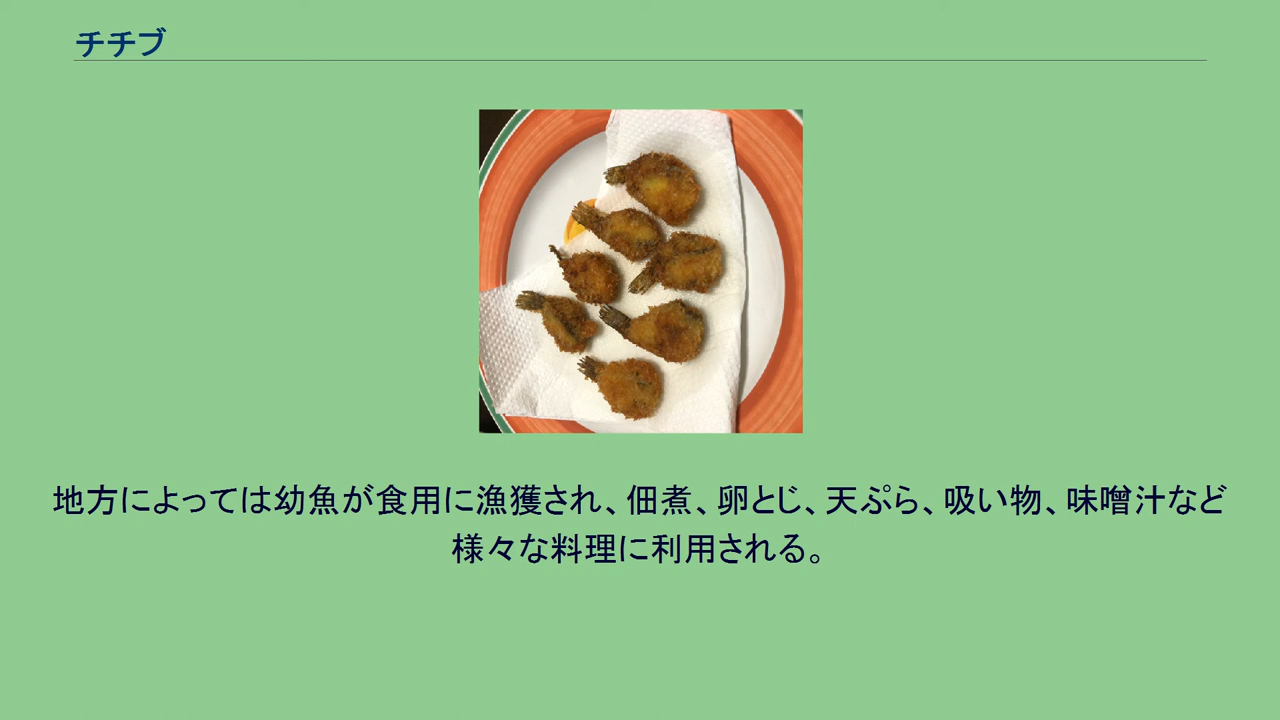 チチブ
地方によっては幼魚が食用に漁獲され、佃煮、卵とじ、天ぷら、吸い物、味噌汁など
様々な料理に利用される。